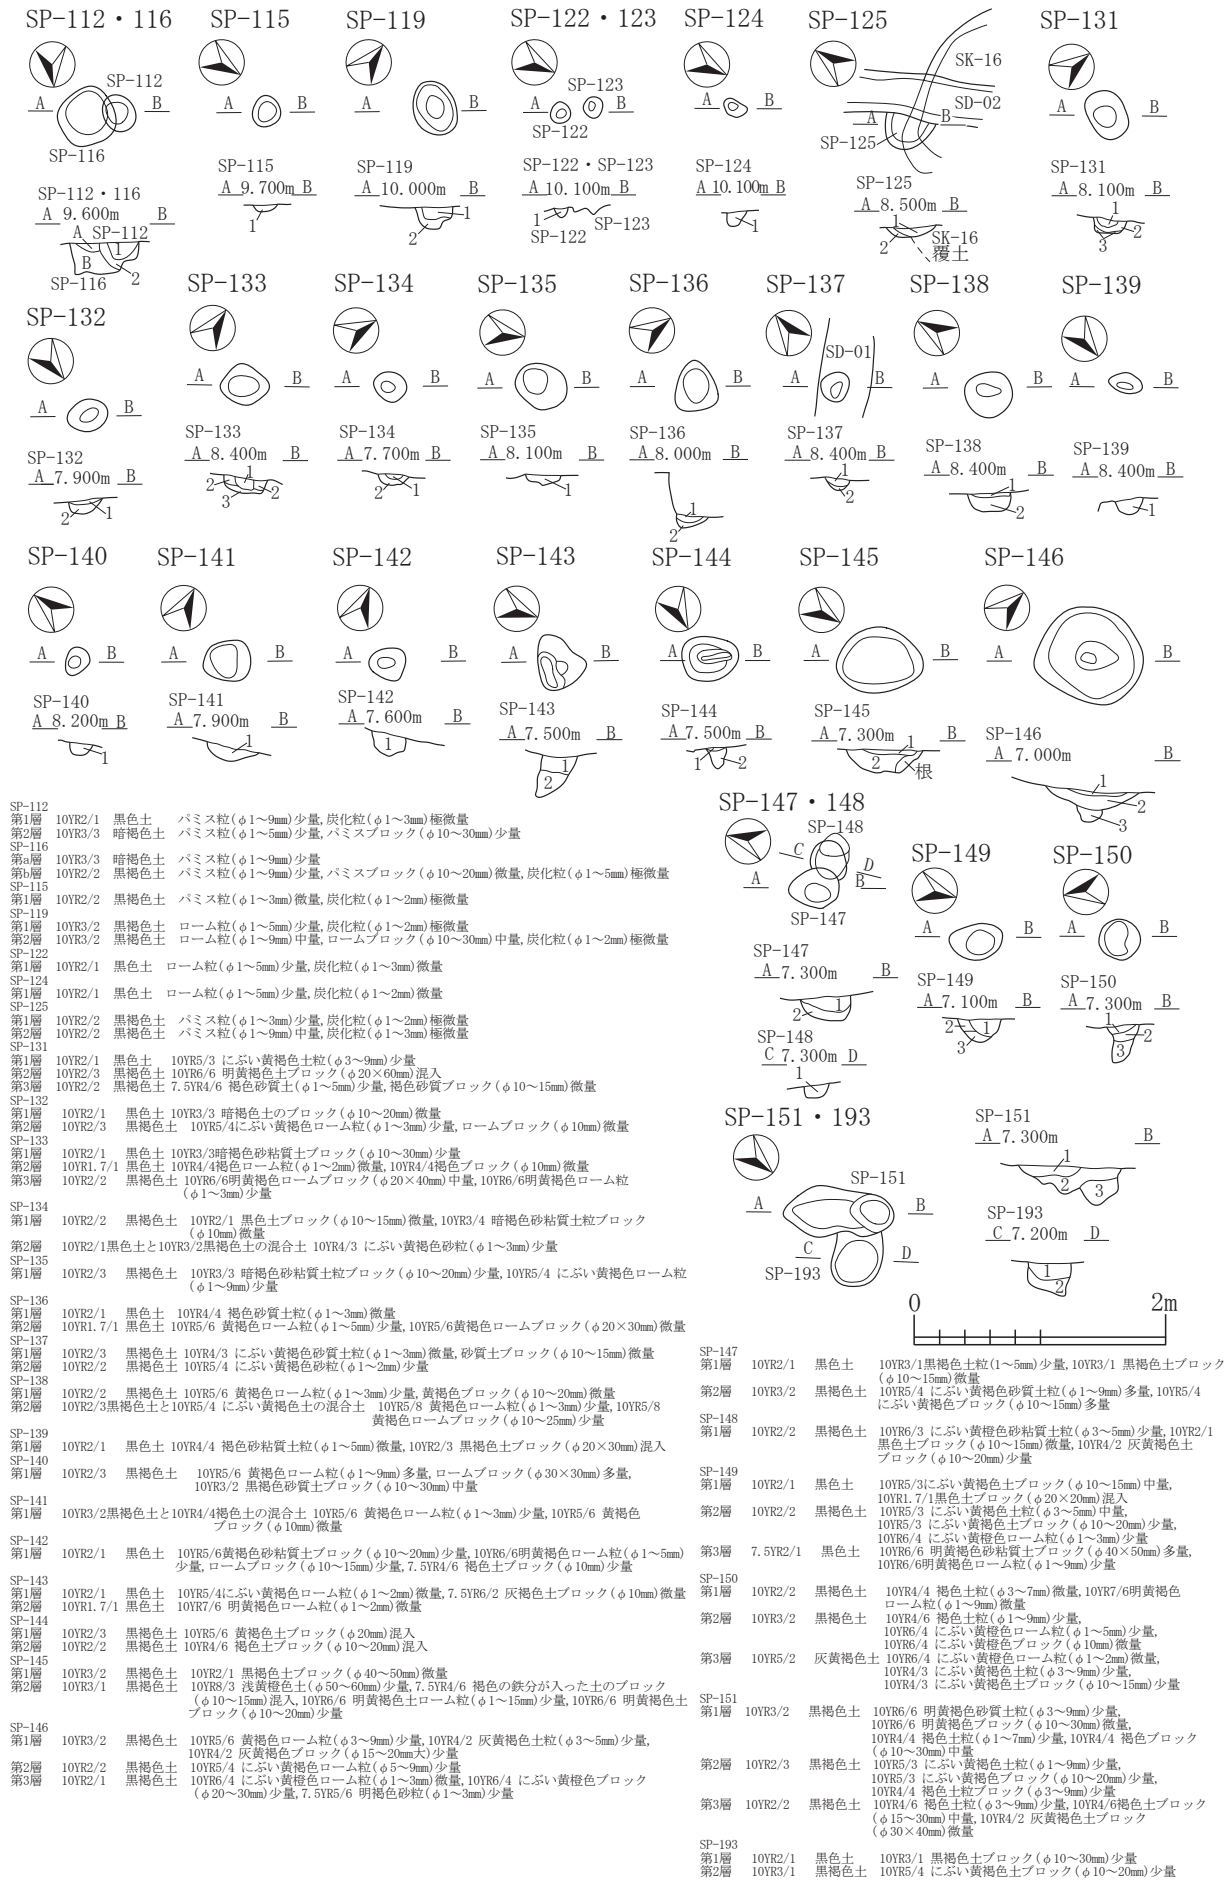 SP-112・116
SP-115
SP-119
SP-122・123
SP-124
SP-125
SP-131
SP-112
A
B
SP-116
A
B
A
B
SP-123
A
B
SP-122
A
B
SK-16
SD-02
A
B
SP-125
A
B
SP-112・116
A 9.600m B
A SP-112
1
B
SP-116
2
SP-115
A 9.700m B
1
SP-119
A 10.000m B
1
2
SP-122・SP-123
A 10.100m B
1
SP-122
SP-123
SP-124
A 10.100m B
1
SP-125
A 8.500m B
1
2
SK-16
覆土
SP-131
A 8.100m B
1
2
3
SP-132
SP-133
SP-134
SP-135
SP-136
SP-137
SP-138
SP-139
A
B
A
B
A
B
A
B
A
B
SD-01
A
B
A
B
A
B
SP-132
A 7.900m B
1
2
SP-133
A 8.400m B
1
2
2
3
SP-134
A 7.700m B
1
2
SP-135
A 8.100m B
1
SP-136
A 8.000m B
1
2
SP-137
A 8.400m B
1
2
SP-138
A 8.400m B
1
2
SP-139
A 8.400m B
1
SP-140
SP-141
SP-142
SP-143
SP-144
SP-145
SP-146
A
B
A
B
A
B
A
B
A
B
A
B
A
B
SP-140
A 8.200m B
1
SP-141
A 7.900m B
1
SP-142
A 7.600m B
1
SP-143
A 7.500m B
1
2
SP-144
A 7.500m B
1
2
SP-145
A 7.300m B
1
2
根
SP-146
A 7.000m B
1
2
3
SP-112
第1層 10YR2/1 黒色土 パミス粒(φ1～9mm)少量,炭化粒(φ1～3mm)極微量
第2層 10YR3/3 暗褐色土 パミス粒(φ1～5mm)少量,パミスブロック(φ10～30mm)少量
SP-116
第a層 10YR3/3 暗褐色土 パミス粒(φ1～9mm)少量
第b層 10YR2/2 黒褐色土 パミス粒(φ1～9mm)少量,パミスブロック(φ10～20mm)微量,炭化粒(φ1～5mm)極微量
SP-115
第1層 10YR2/2 黒褐色土 パミス粒(φ1～3mm)微量,炭化粒(φ1～2mm)極微量
SP-119
第1層 10YR3/2 黒褐色土 ローム粒(φ1～5mm)少量,炭化粒(φ1～2mm)極微量
第2層 10YR3/2 黒褐色土 ローム粒(φ1～9mm)中量,ロームブロック(φ10～30mm)中量,炭化粒(φ1～2mm)極微量
SP-122
第1層 10YR2/1 黒色土 ローム粒(φ1～5mm)少量,炭化粒(φ1～3mm)微量
SP-124
第1層 10YR2/1 黒色土 ローム粒(φ1～5mm)少量,炭化粒(φ1～2mm)微量
SP-125
第1層 10YR2/2 黒褐色土 パミス粒(φ1～3mm)少量,炭化粒(φ1～2mm)極微量
第2層 10YR2/2 黒褐色土 パミス粒(φ1～9mm)中量,炭化粒(φ1～3mm)極微量
SP-131
第1層 10YR2/1 黒色土 10YR5/3 にぶい黄褐色土粒(φ3～9mm)少量
第2層 10YR2/3 黒褐色土 10YR6/6 明黄褐色土(φ20×60mm)混入
第3層 10YR2/2 黒褐色土 7.5YR4/6 褐色砂質土(φ1～5mm)少量,褐色砂質ブロック(φ10～15mm)微量
SP-132
第1層 10YR2/1 黒色土 10YR3/3 暗褐色土のブロック(φ10～20mm)微量
第2層 10YR2/3 黒褐色土 10YR5/4にぶい黄褐色ローム粒(φ1～3mm)少量,ロームブロック(φ10mm)微量
SP-133
第1層 10YR2/1 黒色土 10YR3/3暗褐色砂粘質土ブロック(φ10～30mm)少量
第2層 10YR1.7/1 黒色土 10YR4/4褐色ローム粒(φ1～2mm)微量,10YR4/4褐色ブロック(φ10mm)微量
第3層 10YR2/2 黒褐色土 10YR6/6明黄褐色ロームブロック(φ20×40mm)中量,10YR6/6明黄褐色ローム粒
(φ1～3mm)少量
SP-134
第1層 10YR2/2 黒褐色土 10YR2/1 黒色土ブロック(φ10～15mm)微量,10YR3/4 暗褐色砂粘質土粒ブロック
(φ10mm)微量
第2層 10YR2/1黒色土と10YR3/2黒褐色土の混合土 10YR4/3 にぶい黄褐色砂粒(φ1～3mm)少量
SP-135
第1層 10YR2/3 黒褐色土 10YR3/3 暗褐色砂粘質土粒ブロック(φ10～20mm)少量,10YR5/4 にぶい黄褐色ローム粒
(φ1～9mm)少量
SP-136
第1層 10YR2/1 黒色土 10YR4/4 褐色砂質土粒(φ1～3mm)微量
第2層 10YR1.7/1 黒色土 10YR5/6 黄褐色ローム粒(φ1～5mm)少量,10YR5/6黄褐色ロームブロック(φ20×30mm)微量
SP-137
第1層 10YR2/3 黒褐色土 10YR4/3 にぶい黄褐色砂質土粒(φ1～3mm)微量,砂質土ブロック(φ10～15mm)微量
第2層 10YR2/2 黒褐色土 10YR5/4 にぶい黄褐色砂粒(φ1～2mm)少量
SP-138
第1層 10YR2/2 黒褐色土 10YR5/6 黄褐色ローム粒(φ1～3mm)少量,黄褐色ブロック(φ10～20mm)微量
第2層 10YR2/3黒褐色土と10YR5/4 にぶい黄褐色土の混合土 10YR5/8 黄褐色ローム粒(φ1～3mm)少量,10YR5/8
黄褐色ロームブロック(φ10～25mm)少量
SP-139
第1層 10YR2/1 黒色土 10YR4/4 褐色砂粘質土粒(φ1～5mm)微量,10YR2/3 黒褐色土ブロック(φ20×30mm)混入
SP-140
第1層 10YR2/3 黒褐色土 10YR5/6 黄褐色ローム粒(φ1～9mm)多量,ロームブロック(φ30×30mm)多量,
10YR3/2 黒褐色砂質土ブロック(φ10～30mm)中量
SP-141
第1層 10YR3/2黒褐色土と10YR4/4褐色土の混合土 10YR5/6 黄褐色ローム粒(φ1～3mm)少量,10YR5/6 黄褐色
ブロック(φ10mm)微量
SP-142
第1層 10YR2/1 黒色土 10YR5/6黄褐色砂粘質土ブロック(φ10～20mm)少量,10YR6/6明黄褐色ローム粒(φ1～5mm)
少量,ロームブロック(φ10～15mm)少量,7.5YR4/6 褐色土ブロック(φ10mm)少量
SP-143
第1層 10YR2/1 黒色土 10YR5/4にぶい黄褐色ローム粒(φ1～2mm)微量,7.5YR6/2 灰褐色土ブロック(φ10mm)微量
第2層 10YR1.7/1 黒色土 10YR7/6 明黄褐色ローム粒(φ1～2mm)微量
SP-144
第1層 10YR2/3 黒褐色土 10YR5/6 黄褐色土ブロック(φ20mm)混入
第2層 10YR2/2 黒褐色土 10YR4/6 褐色土ブロック(φ10～20mm)混入
SP-145
第1層 10YR3/2 黒褐色土 10YR2/1 黒褐色土ブロック(φ40～50mm)微量
第2層 10YR3/1 黒褐色土 10YR8/3 浅黄橙色土(φ50～60mm)少量,7.5YR4/6 褐色の鉄分が入った土のブロック
(φ10～15mm)混入,10YR6/6 明黄褐色土ローム粒(φ1～15mm)少量,10YR6/6 明黄褐色土
ブロック(φ10～20mm)少量
SP-146
第1層 10YR3/2 黒褐色土 10YR5/6 黄褐色ローム粒(φ3～9mm)少量,10YR4/2 灰黄褐色土粒(φ3～5mm)少量,
10YR4/2 灰黄褐色ブロック(φ15～20mm大)少量
第2層 10YR2/2 黒褐色土 10YR5/4 にぶい黄褐色ローム粒(φ5～9mm)少量
第3層 10YR2/1 黒褐色土 10YR6/4 にぶい黄橙色ローム粒(φ1～3mm)微量,10YR6/4 にぶい黄橙色ブロック
(φ20～30mm)少量,7.5YR5/6 明褐色砂粒(φ1～3mm)少量
SP-147・148
SP-148
C
D
A
B
SP-147
SP-147
A 7.300m B
1
2
SP-148
C 7.300m D
1
SP-149
A
B
SP-149
A 7.100m B
2
1
3
SP-150
A
B
SP-150
A 7.300m B
1
2
3
SP-151・193
SP-151
A
B
C
D
SP-193
SP-151
A 7.300m B
1
2
3
SP-193
C 7.200m D
1
2
0 2m
SP-147
第1層 10YR2/1 黒色土 10YR3/1黒褐色土粒(1～5mm)少量,10YR3/1 黒褐色土ブロック
(φ10～15mm)微量
第2層 10YR3/2 黒褐色土 10YR5/4 にぶい黄褐色砂質土粒(φ1～9mm)多量,10YR5/4
にぶい黄褐色ブロック(φ10～15mm)多量
SP-148
第1層 10YR2/2 黒褐色土 10YR6/3 にぶい黄橙色砂粘質土粒(φ3～5mm)少量,10YR2/1
黒色土ブロック(φ10～15mm)微量,10YR4/2 灰黄褐色土
ブロック(φ10～20mm)少量
SP-149
第1層 10YR2/1 黒色土 10YR5/3にぶい黄褐色土ブロック(φ10～15mm)中量,
10YR1.7/1黒色土ブロック(φ20×20mm)混入
第2層 10YR2/2 黒褐色土 10YR5/3 にぶい黄褐色土粒(φ3～5mm)中量,
10YR5/3 にぶい黄褐色土ブロック(φ10～20mm)少量,
10YR6/4 にぶい黄橙色ローム粒(φ1～3mm)少量
第3層 7.5YR2/1 黒色土 10YR6/6 明黄褐色砂粘質土ブロック(φ40×50mm)多量,
10YR6/6明黄褐色ローム粒(φ1～9mm)少量
SP-150
第1層 10YR2/2 黒褐色土 10YR4/4 褐色土粒(φ3～7mm)微量,10YR7/6明黄褐色
ローム粒(φ1～9mm)微量
第2層 10YR3/2 黒褐色土 10YR4/6 褐色土粒(φ1～9mm)少量,
10YR6/4 にぶい黄橙色ローム粒(φ1～5mm)少量,
10YR6/4 にぶい黄橙色ブロック(φ10mm)微量
第3層 10YR5/2 灰黄褐色土 10YR6/4 にぶい黄橙色ローム粒(φ1～2mm)微量,
10YR4/3 にぶい黄褐色土粒(φ3～9mm)少量,
10YR4/3 にぶい黄褐色土ブロック(φ10～15mm)少量
SP-151
第1層 10YR3/2 黒褐色土 10YR6/6 明黄褐色砂質土粒(φ3～9mm)少量,
10YR6/6 明黄褐色ブロック(φ10～30mm)微量,
10YR4/4 褐色土粒(φ1～7mm)少量,10YR4/4 褐色ブロック
(φ10～30mm)中量
第2層 10YR2/3 黒褐色土 10YR5/3 にぶい黄褐色土粒(φ1～9mm)少量,
10YR5/3 にぶい黄褐色ブロック(φ10～20mm)少量,
10YR4/4 褐色土粒ブロック(φ3～9mm)少量
第3層 10YR2/2 黒褐色土 10YR4/6 褐色土粒(φ3～9mm)少量,10YR4/6褐色土ブロック
(φ15～30mm)中量,10YR4/2 灰黄褐色土ブロック
(φ30×40mm)微量
SP-193
第1層 10YR2/1 黒色土 10YR3/1 黒褐色土ブロック(φ10～30mm)少量
第2層 10YR3/1 黒褐色土 10YR5/4 にぶい黄褐色土ブロック(φ10～20mm)少量